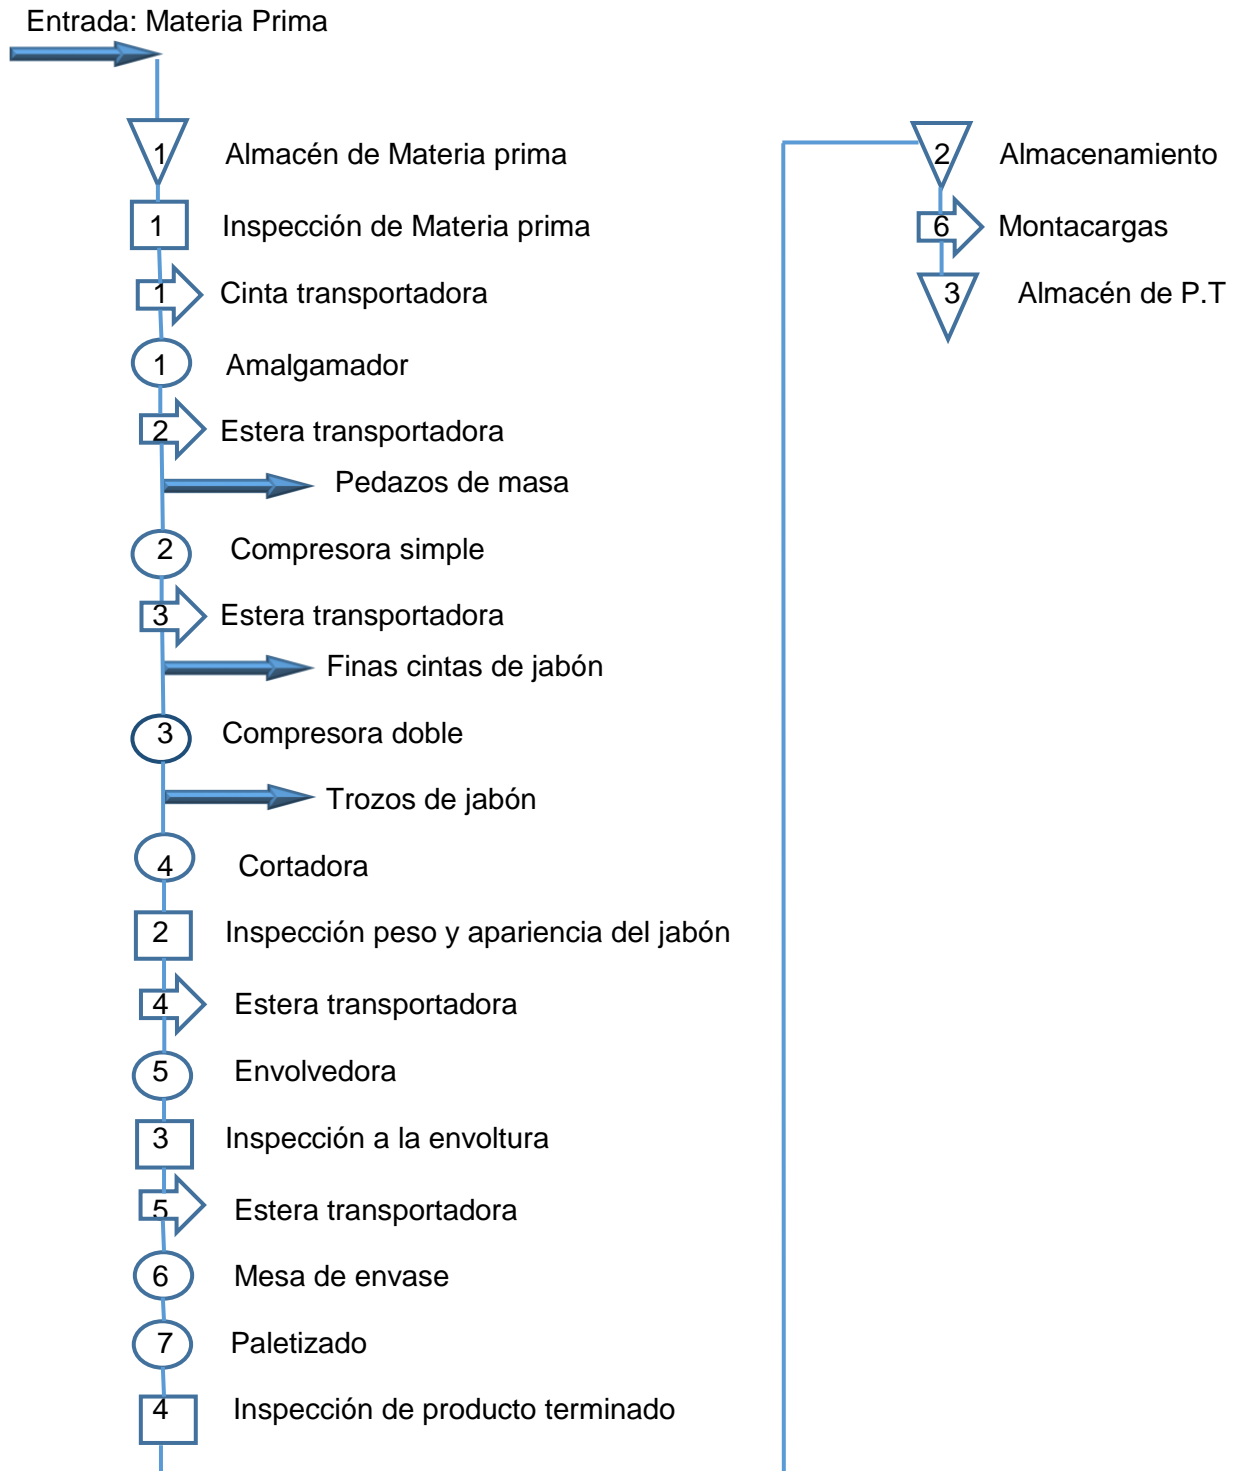 Entrada: Materia Prima
1 Almacén de Materia prima
1 Inspección de Materia prima
1 Cinta transportadora
1 Amalgamador
2 Estera transportadora
Pedazos de masa
2 Compresora simple
3 Estera transportadora
Finas cintas de jabón
3 Compresora doble
Trozos de jabón
4 Cortadora
2 Inspección peso y apariencia del jabón
4 Estera transportadora
5 Envolvedora
3 Inspección a la envoltura
5 Estera transportadora
6 Mesa de envase
7 Paletizado
4 Inspección de producto terminado
2 Almacenamiento
6 Montacargas
3 Almacén de P.T